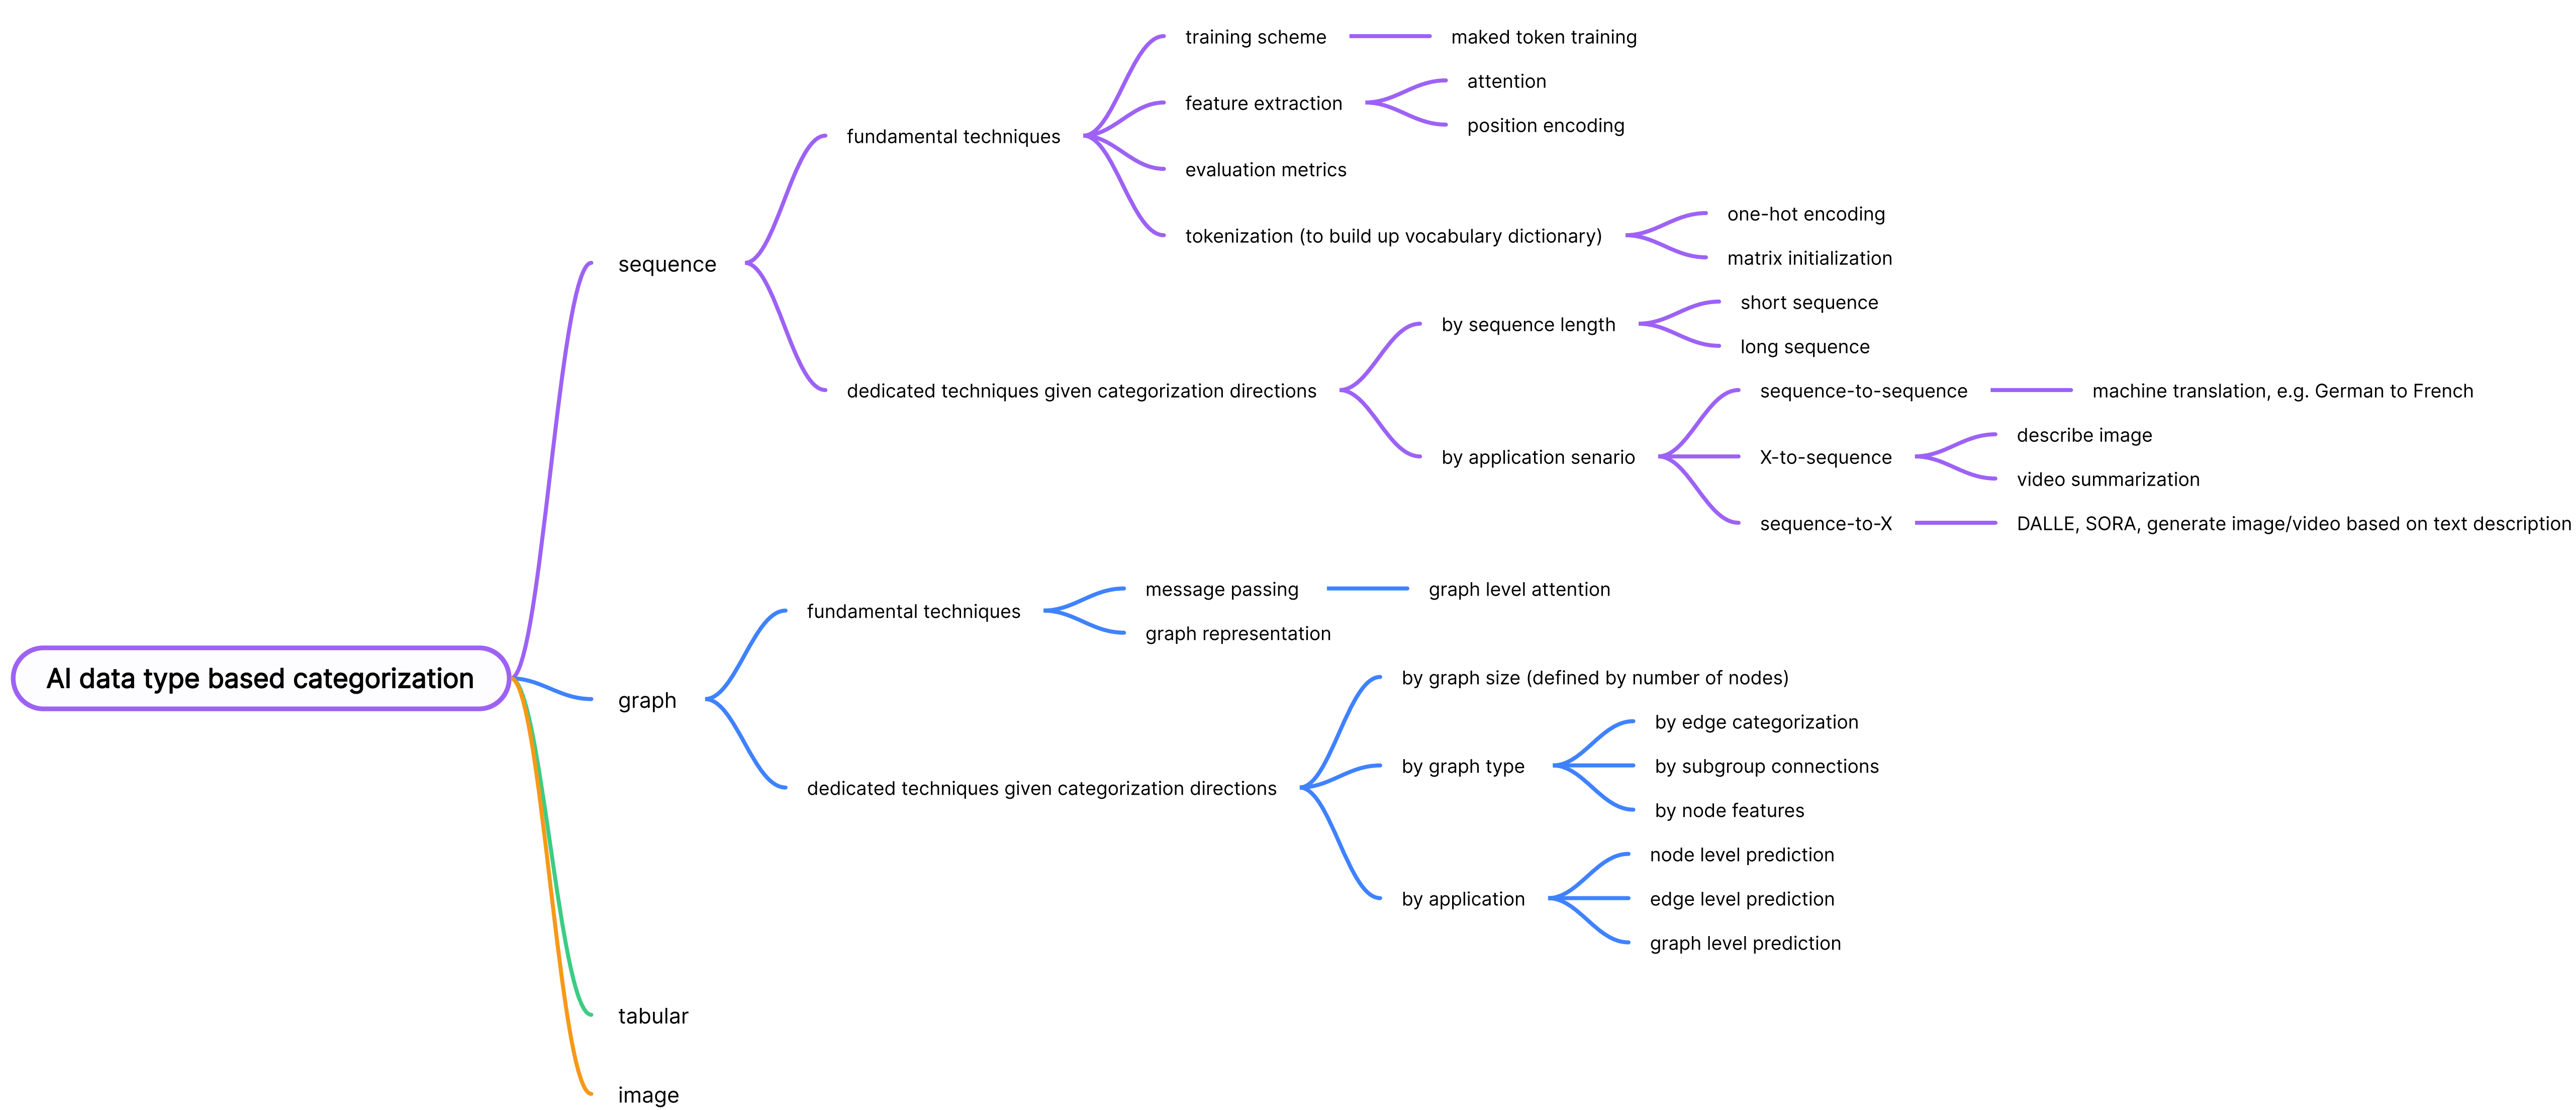 training scheme
maked token training
attention
feature extraction
position encoding
fundamental techniques
evaluation metrics
one-hot encoding
tokenization (to build up vocabulary dictionary)
matrix initialization
sequence
short sequence
by sequence length
long sequence
dedicated techniques given categorization directions
sequence-to-sequence
machine translation, e.g. German to French
describe image
by application senario
X-to-sequence
video summarization
sequence-to-X
DALLE, SORA, generate image/video based on text description
message passing
graph level attention
fundamental techniques
graph representation
AI data type based categorization
by graph size (defined by number of nodes)
graph
by edge categorization
by graph type
by subgroup connections
dedicated techniques given categorization directions
by node features
node level prediction
by application
edge level prediction
graph level prediction
tabular
image